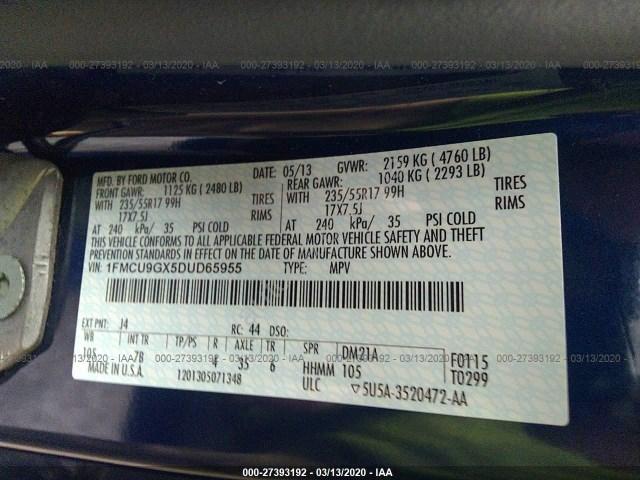 000-27393192 - 03/13/2020 - IAA
MFD. BY FORD MOTOR CO.
DATE: 05/13 GVWR: 2159 KG ( 4760 LB)
FRONT GAWR: 1125 KG ( 2480 LB)
REAR GAWR: 1040 KG ( 2293 LB)
WITH 235/55R17 99H TIRES
WITH 235/55R17 99H TIRES
17X7.5J RIMS
17X7.5J RIMS
AT 240 kPa/ 35 PSI COLD
AT 240 kPa/ 35 PSI COLD
THIS VEHICLE CONFORMS TO ALL APPLICABLE FEDERAL MOTOR VEHICLE SAFETY AND THEFT
PREVENTION STANDARDS IN EFFECT ON THE DATE OF MANUFACTURE SHOWN ABOVE.
VIN: 1FMCU9GX5DUD65955 TYPE: MPV
EXT PNT: J4 RC: 44 DSO:
WB INT TR TP/PS R AXLE TR SPR DM21A
105 7B 4 35 6 HHMM 105 F0115
MADE IN U.S.A. 1201305071348 ULC T0299
▽5U5A-3520472-AA
000-27393192 - 03/13/2020 - IAA